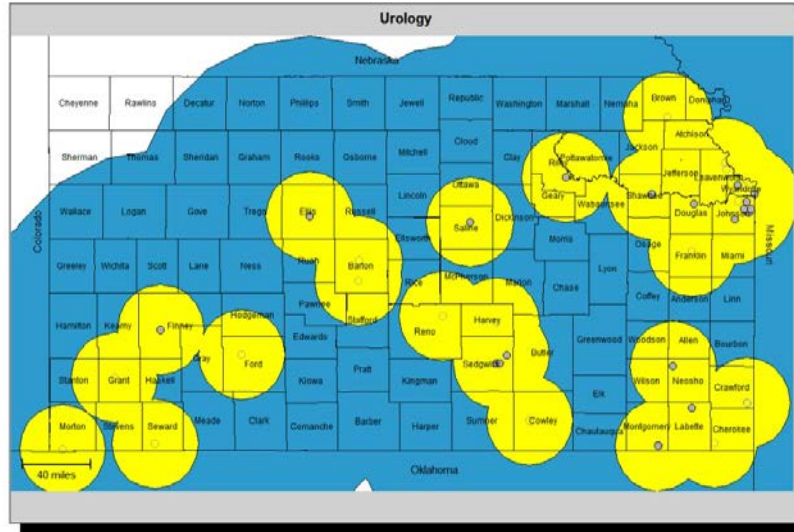 Urology
Nebraska
Cheyenne Rawlins Decatur Norton Phillips Smith Jewell Republic Washington Marshall Nemaha Brown Doniphan
Sherman Thomas Sheridan Graham Rooks Osborne Mitchell Cloud Clay Riley Pottawatomie Jackson Atchison
Jefferson Leavenworth Wyandotte
Wallace Logan Gove Trego Ellis Russell Lincoln Ottawa Saline Dickinson Geary Wabaunsee Shawnee Douglas Johnson
Colorado
Missouri
Greeley Wichita Scott Lane Ness Rush Barton Ellsworth Rice McPherson Marion Morris Chase Lyon Osage Franklin Miami
Hamilton Kearny Finney Hodgeman Pawnee Stafford Reno Harvey Coffey Anderson Linn
Edwards Gray Ford Sedgwick Butler Greenwood Woodson Allen Bourbon
Stanton Grant Haskell Kiowa Pratt Kingman Elk Wilson Neosho Crawford
Morton Stevens Seward Meade Clark Comanche Barber Harper Sumner Cowley Chautauqua Montgomery Labette Cherokee
40 miles
Oklahoma